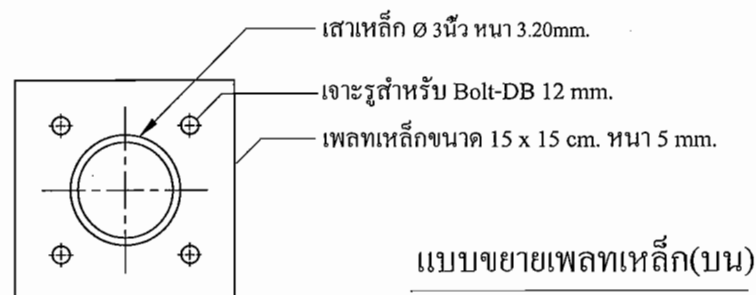 เสาเหล็ก Ø 3นิ้ว หนา 3.20mm.
เจาะรูสำหรับ Bolt-DB 12 mm.
เพลทเหล็กขนาด 15 x 15 cm. หนา 5 mm.
แบบขยายเพลทเหล็ก(บน)